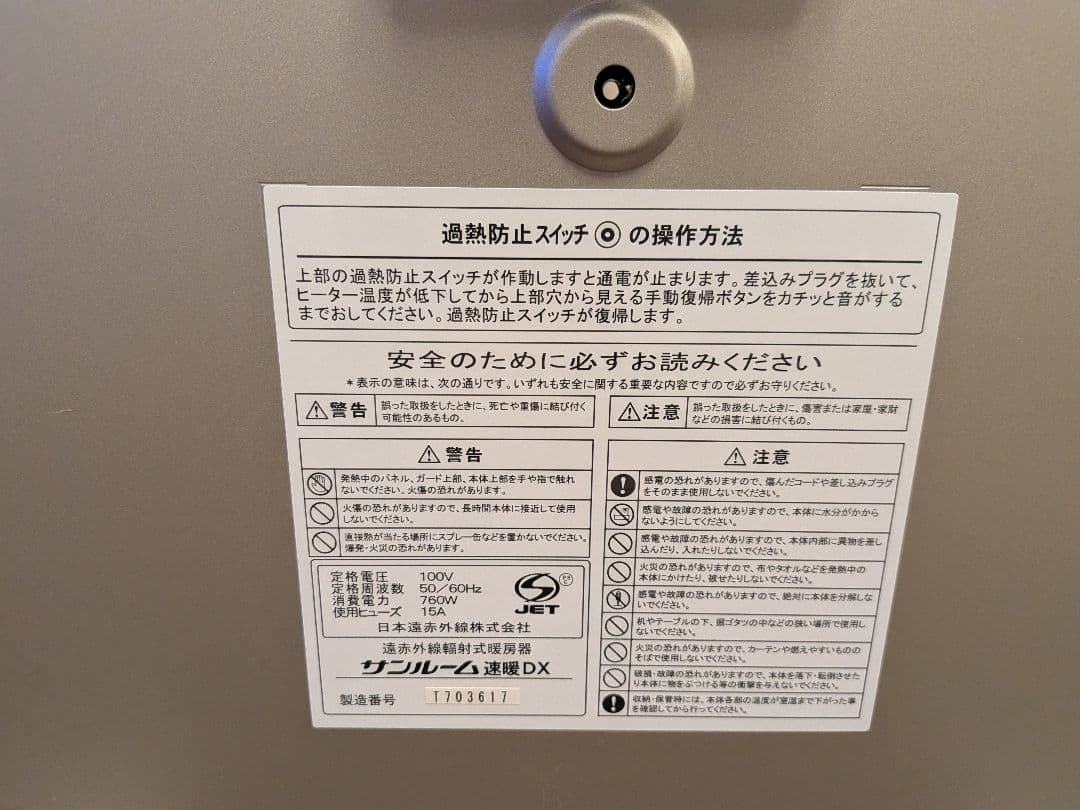 過熱防止スイッチ の操作方法
上部の過熱防止スイッチが作動しますと通電が止まります。差込みプラグを抜いて、
ヒーター温度が低下してから上部穴から見える手動復帰ボタンをカチッと音がする
までおしてください。過熱防止スイッチが復帰します。
安全のために必ずお読みください
*表示の意味は、次の通りです。いずれも安全に関する重要な内容ですので必ずお守りください。
警告
誤った取扱をしたときに、死亡や重傷に結び付く
可能性のあるもの。
注意
誤った取扱をしたときに、傷害または家屋・家財
などの損害に結び付くもの。
警告
発熱中のパネル、ガード上部、本体上部を手や指で触れ
ないでください。火傷の恐れがあります。
火傷の恐れがありますので、長時間本体に接近して使用
しないでください。
直接熱が当たる場所にスプレー缶などを置かないでください。
爆発・火災の恐れがあります。
定格電圧 100V
定格周波数 50/60Hz
消費電力 760W
使用ヒューズ 15A
JET
日本遠赤外線株式会社
遠赤外線輻射式暖房器
サンルーム 速暖DX
製造番号 T703617
注意
感電の恐れがありますので、傷んだコードや差し込みプラグ
をそのまま使用しないでください。
感電や故障の恐れがありますので、本体に水分がかから
ないようにしてください。
感電や故障の恐れがありますので、本体内部に異物を差し
込んだり、入れたりしないでください。
火災の恐れがありますので、布やタオルなどを発熱中の
本体にかけたり、被せたりしないでください。
感電や故障の恐れがありますので、絶対に本体を分解しな
いでください。
机やテーブルの下、掘ゴタツの中などの狭い場所で使用し
ないでください。
火災の恐れがありますので、カーテンや燃えやすいものの
そばで使用しないでください。
破損・故障の恐れがありますので、本体を落下・転倒させた
り本体に物をぶつける等の衝撃を与えないでください。
収納・保管時には、本体各部の温度が室温まで下がった事
を確認してから行ってください。